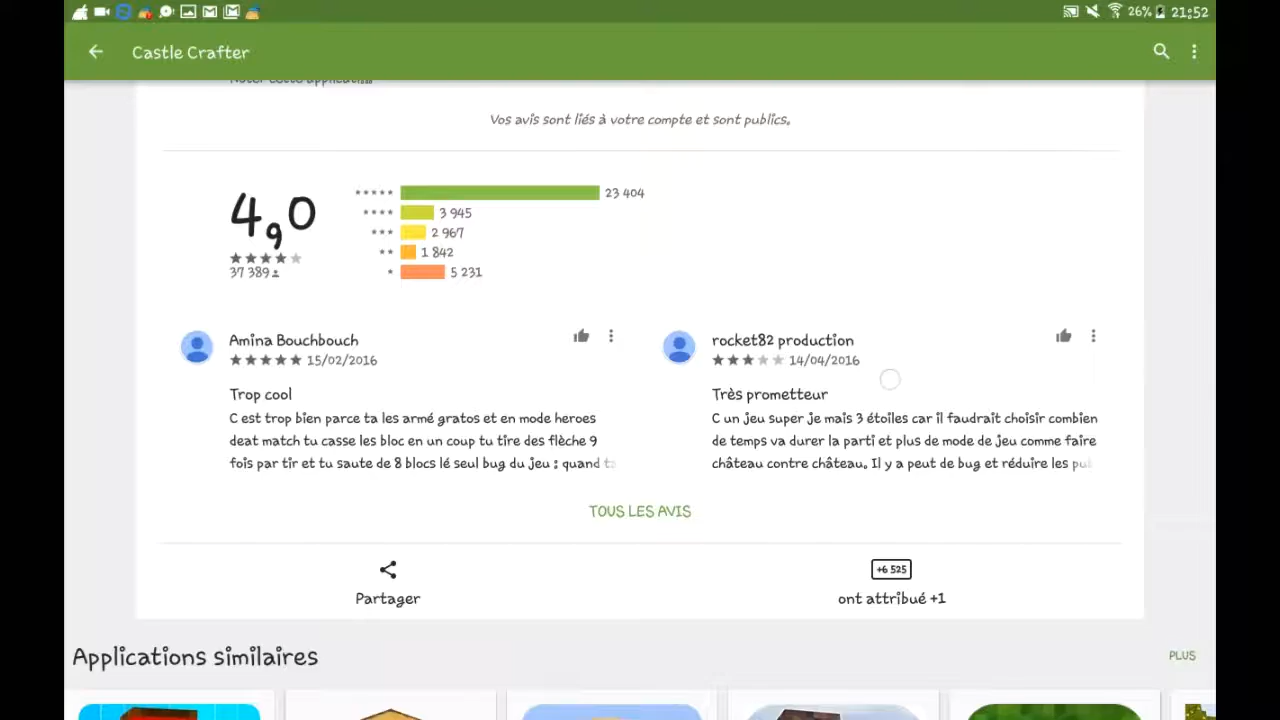 26% 21:52
Castle Crafter
Noter cette applicati...
Vos avis sont liés à votre compte et sont publics.
4,0
37 389
23 404
3 945
2 967
1 842
5 231
Amina Bouchbouch
15/02/2016
Trop cool
C est trop bien parce ta les armé gratos et en mode heroes
deat match tu casse les bloc en un coup tu tire des flèche 9
fois par tir et tu saute de 8 blocs lé seul bug du jeu : quand ta
rocket82 production
14/04/2016
Très prometteur
C un jeu super je mais 3 étoiles car il faudrait choisir combien
de temps va durer la parti et plus de mode de jeu comme faire
château contre château. Il y a peut de bug et réduire les pub
TOUS LES AVIS
Partager
+6 525
ont attribué +1
Applications similaires
PLUS